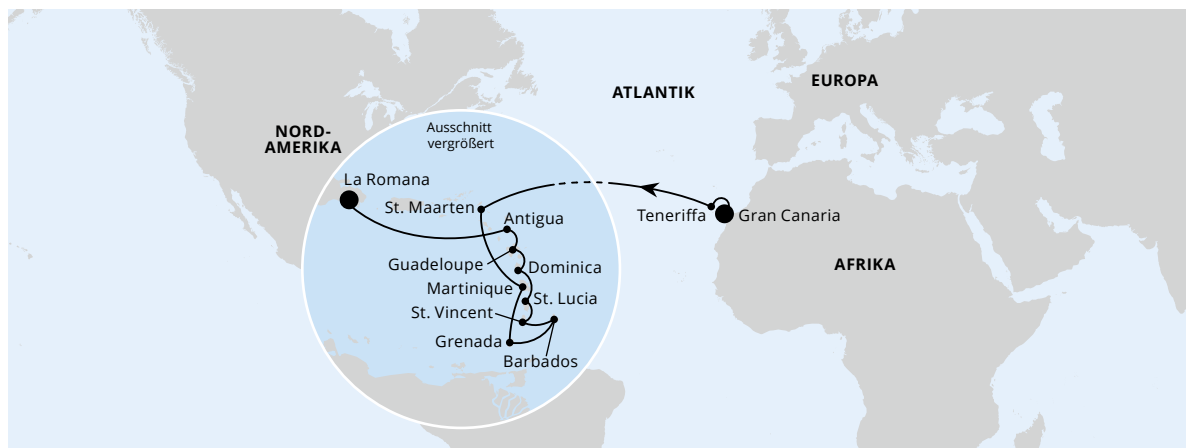 EUROPA
ATLANTIK
Ausschnitt
vergrößert
NORD-
AMERIKA
La Romana
St. Maarten
Teneriffa
Gran Canaria
Antigua
Guadeloupe
Dominica
AFRIKA
Martinique
St. Lucia
St. Vincent
Grenada
Barbados